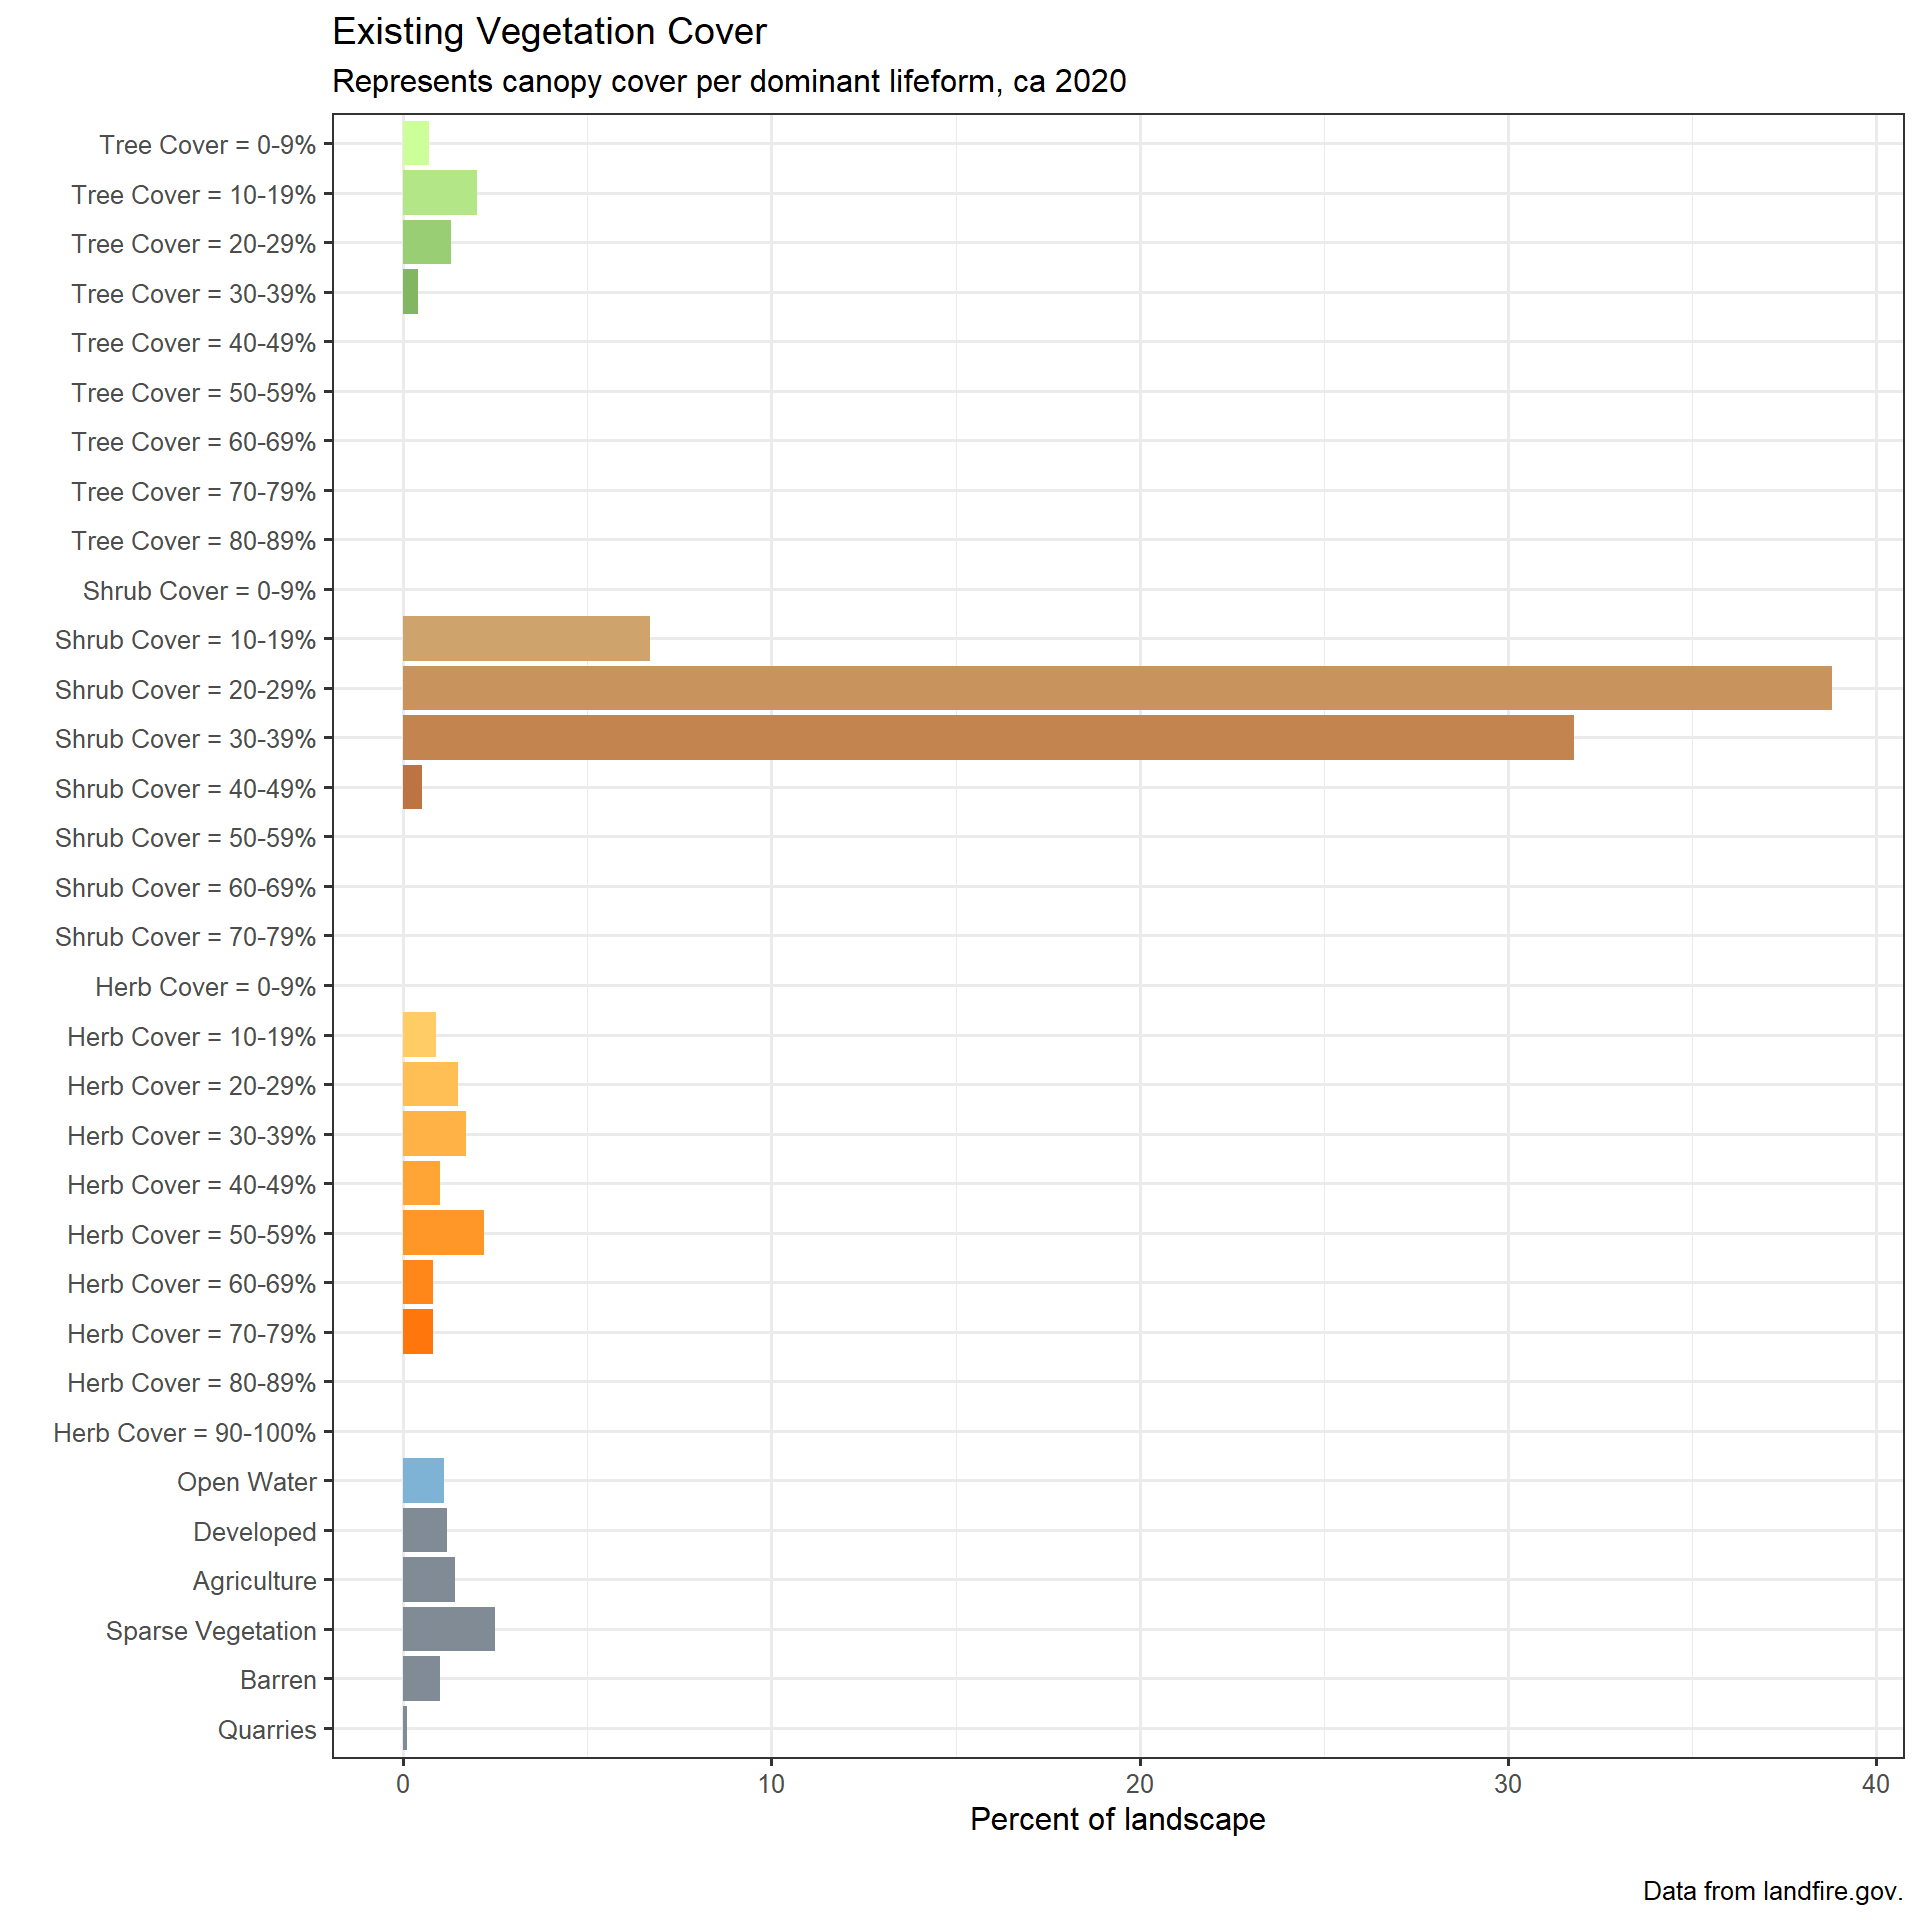 Existing Vegetation Cover
Represents canopy cover per dominant lifeform, ca 2020
Tree Cover = 0-9%
Tree Cover = 10-19%
Tree Cover = 20-29%
Tree Cover = 30-39%
Tree Cover = 40-49%
Tree Cover = 50-59%
Tree Cover = 60-69%
Tree Cover = 70-79%
Tree Cover = 80-89%
Shrub Cover = 0-9%
Shrub Cover = 10-19%
Shrub Cover = 20-29%
Shrub Cover = 30-39%
Shrub Cover = 40-49%
Shrub Cover = 50-59%
Shrub Cover = 60-69%
Shrub Cover = 70-79%
Herb Cover = 0-9%
Herb Cover = 10-19%
Herb Cover = 20-29%
Herb Cover = 30-39%
Herb Cover = 40-49%
Herb Cover = 50-59%
Herb Cover = 60-69%
Herb Cover = 70-79%
Herb Cover = 80-89%
Herb Cover = 90-100%
Open Water
Developed
Agriculture
Sparse Vegetation
Barren
Quarries
0 10 20 30 40
Percent of landscape
Data from landfire.gov.